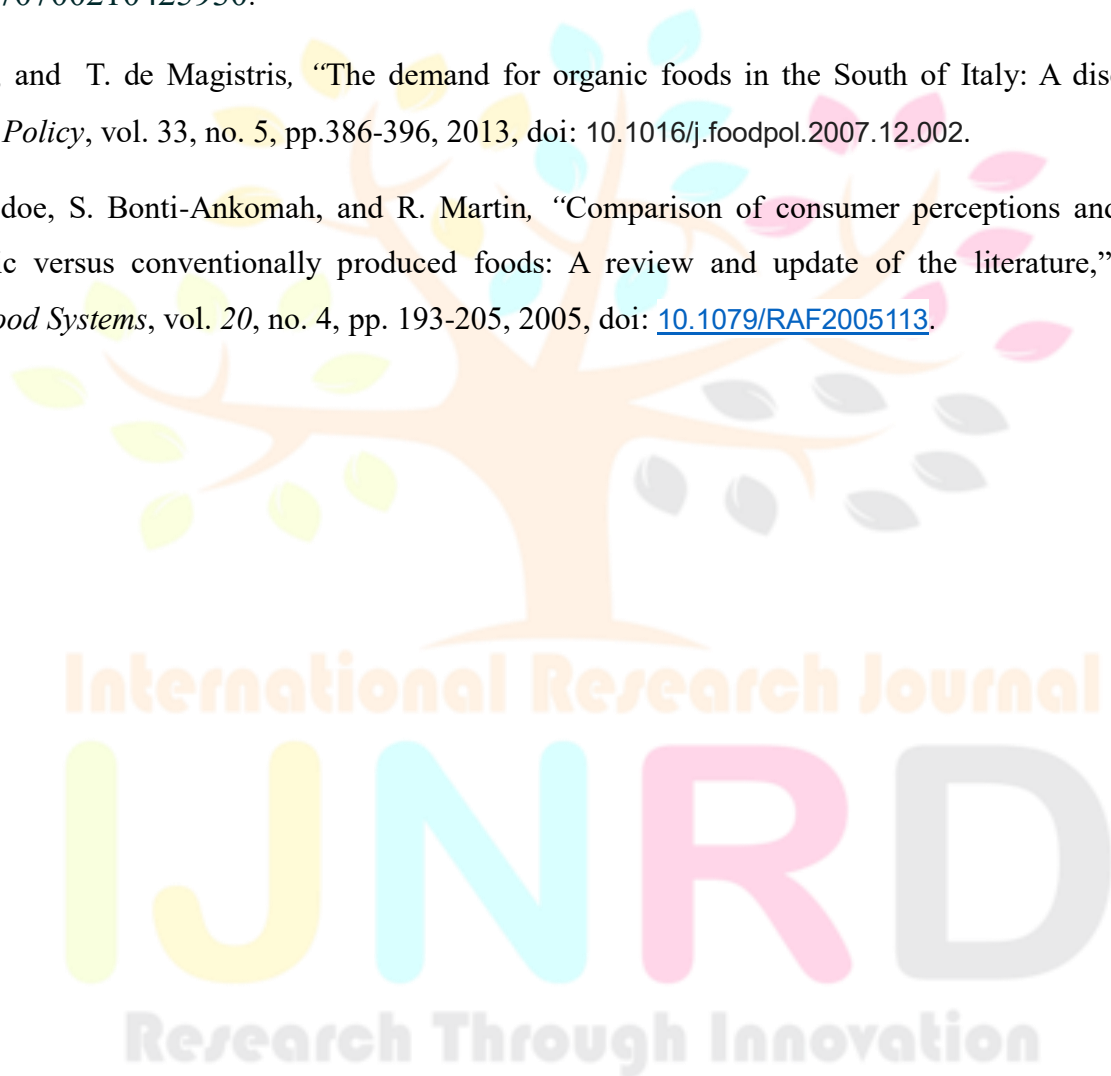 and T. de Magistris, “The demand for organic foods in the South of Italy: A dis
Policy, vol. 33, no. 5, pp.386-396, 2013, doi: 10.1016/j.foodpol.2007.12.002.
doe, S. Bonti-Ankomah, and R. Martin, “Comparison of consumer perceptions and
ic versus conventionally produced foods: A review and update of the literature,”
ood Systems, vol. 20, no. 4, pp. 193-205, 2005, doi: 10.1079/RAF2005113.
International Research Journal
IJNRD
Research Through Innovation